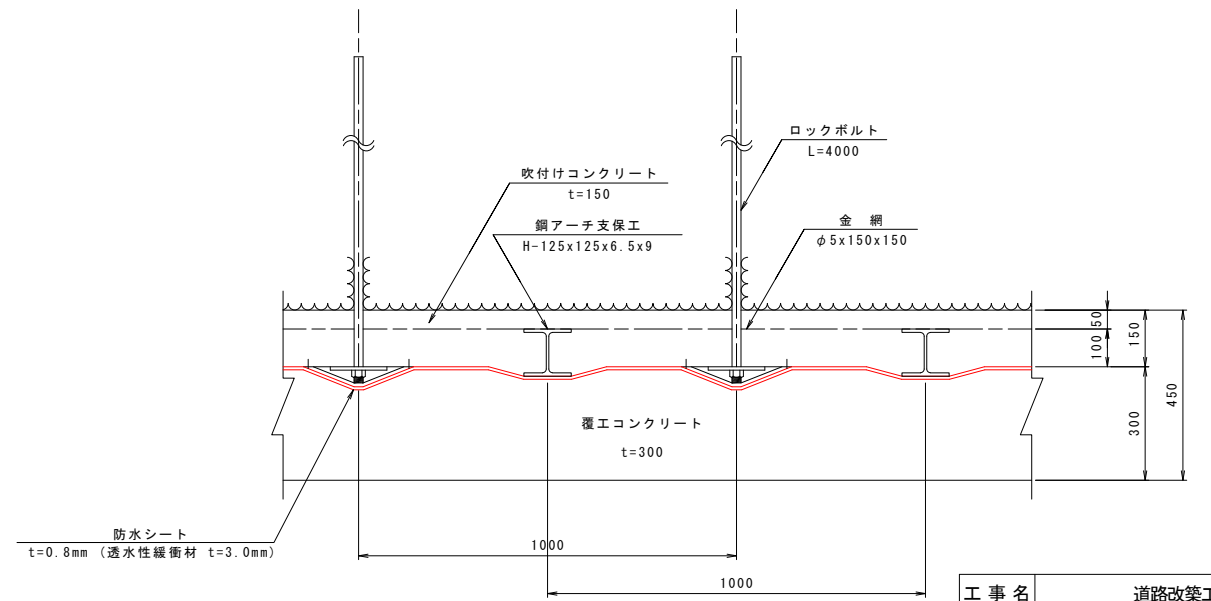 ロックボルト
L=4000
吹付けコンクリート
t=150
鋼アーチ支保工
H-125x125x6.5x9
金 網
φ5x150x150
50
100
150
300
450
覆工コンクリート
t=300
防水シート
t=0.8mm (透水性緩衝材 t=3.0mm)
1000
1000
工 事 名
道路改築工